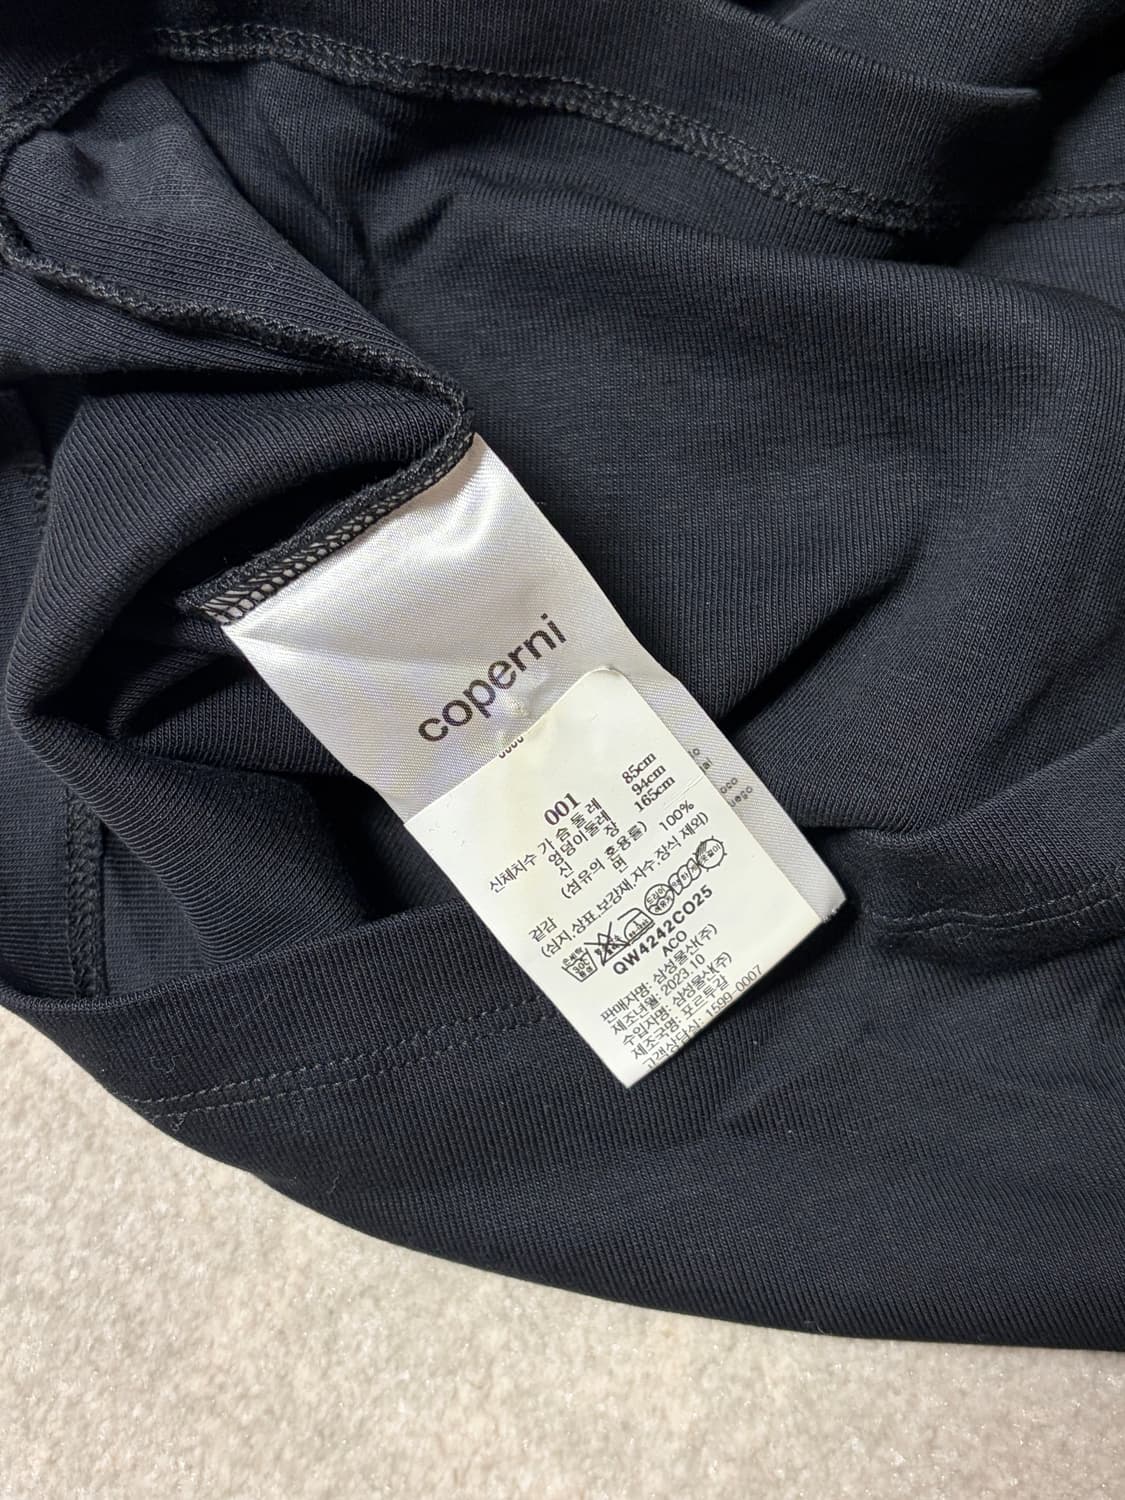 coperni
001
신체치수 가슴둘레 85cm
엉덩이둘레 94cm
신 장 165cm
(섬유의 혼용률)
겉감 면 100%
(심지,상표,보강재,자수,장식 제외)
QW4242CO25
ACO
판매자명: 삼성물산(주)
제조년월: 2023.10
수입자명: 삼성물산(주)
제조국명: 포르투갈
고객상담실: 1599-0007